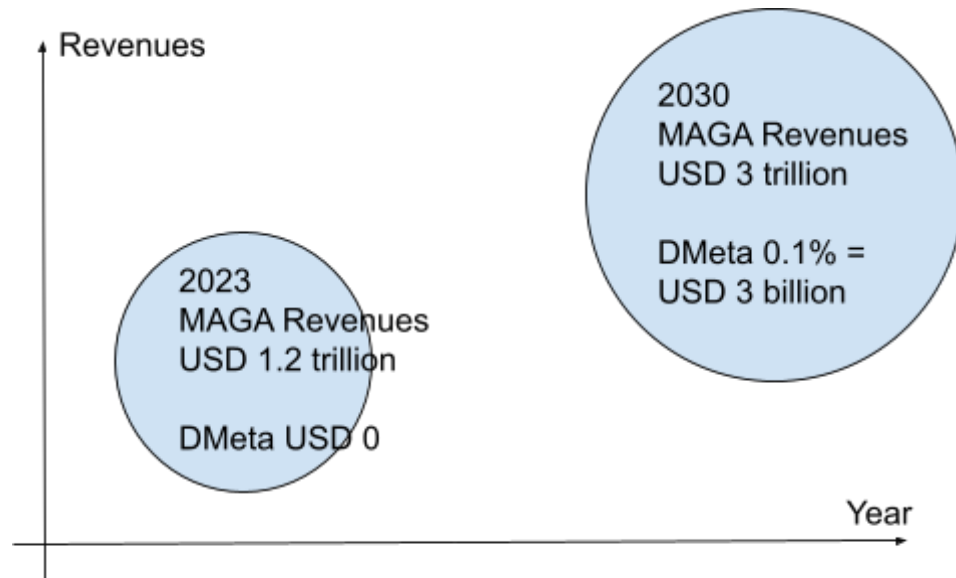 Revenues
2030
MAGA Revenues
USD 3 trillion
DMeta 0.1% =
USD 3 billion
2023
MAGA Revenues
USD 1.2 trillion
DMeta USD 0
Year